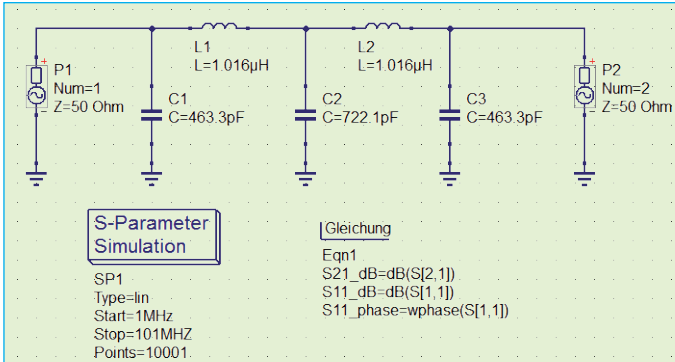 L1
L=1.016µH
L2
L=1.016µH
P1
Num=1
Z=50 Ohm
C1
C=463.3pF
C2
C=722.1pF
C3
C=463.3pF
P2
Num=2
Z=50 Ohm
S-Parameter
Simulation
SP1
Type=lin
Start=1MHz
Stop=101MHZ
Points=10001
Gleichung
Eqn1
S21_dB=dB(S[2,1])
S11_dB=dB(S[1,1])
S11_phase=wphase(S[1,1])